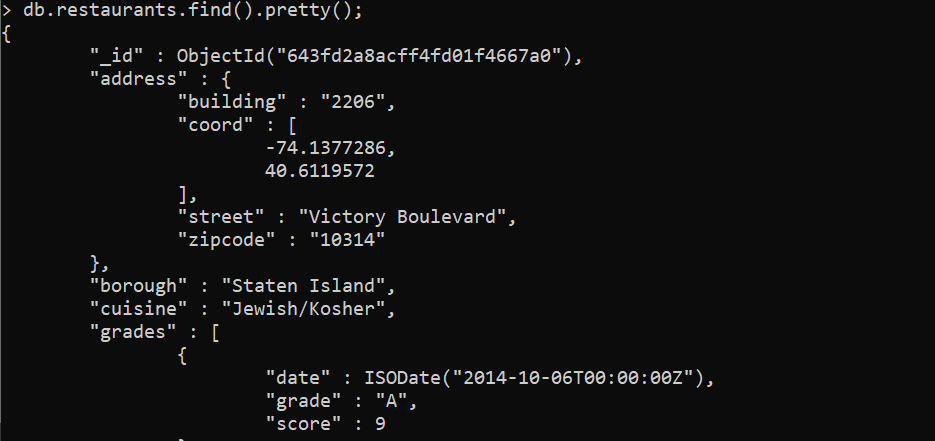 > db.restaurants.find().pretty();
{
"_id" : ObjectId("643fd2a8acff4fd01f4667a0"),
"address" : {
"building" : "2206",
"coord" : [
-74.1377286,
40.6119572
],
"street" : "Victory Boulevard",
"zipcode" : "10314"
},
"borough" : "Staten Island",
"cuisine" : "Jewish/Kosher",
"grades" : [
{
"date" : ISODate("2014-10-06T00:00:00Z"),
"grade" : "A",
"score" : 9